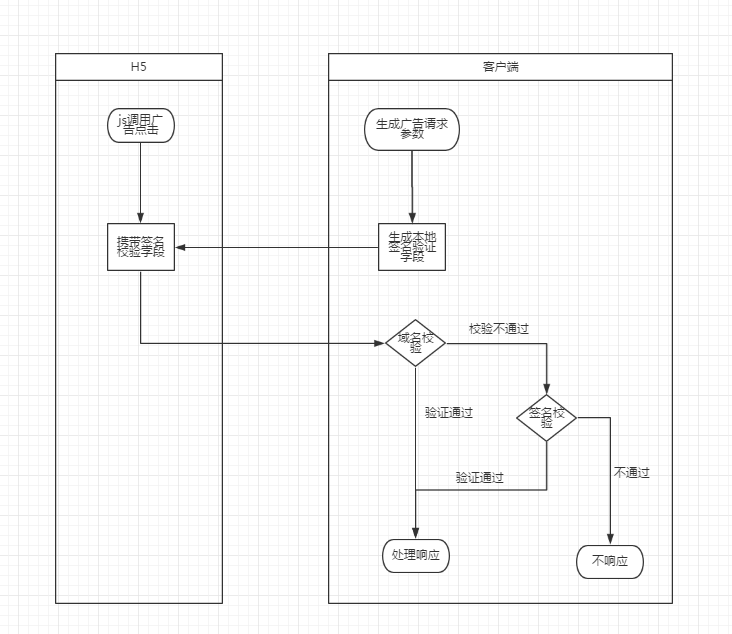 H5
客户端
js调用广
告点击
生成广告请求
参数
携带签名
校验字段
生成本地
签名验证
字段
域名校
验
校验不通过
验证通过
签名校
验
验证通过
不通过
处理响应
不响应